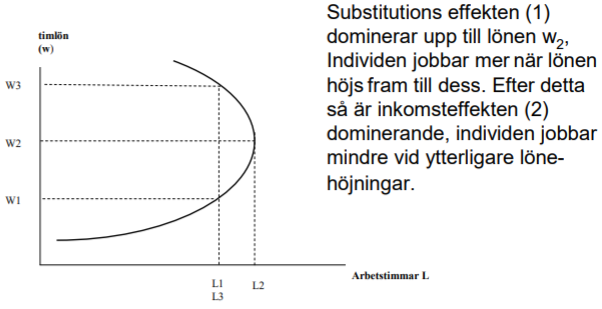 Substitutions effekten (1)
dominerar upp till lönen w₂,
Individen jobbar mer när lönen
höjs fram till dess. Efter detta
så är inkomsteffekten (2)
dominerande, individen jobbar
mindre vid ytterligare löne-
höjningar.
timlön
(w)
W3
W2
W1
L1
L3
L2
Arbetstimmar L